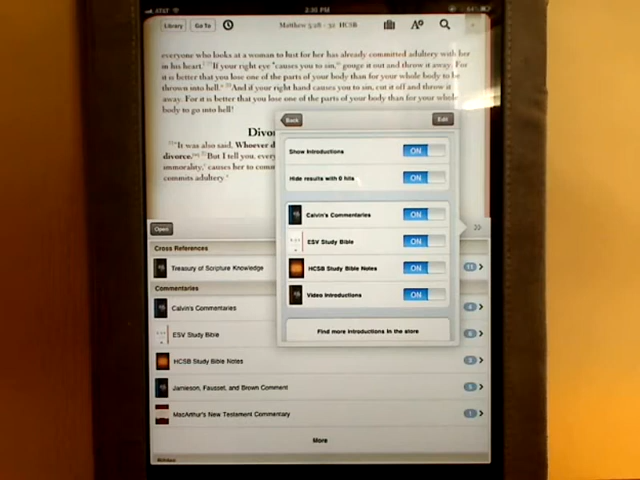 AT&T
2:35 PM
64%
Library
Go To
Matthew 5:28 - 32 HCSB
everyone who looks at a woman to lust for her has already committed adultery with her
in his heart. If your right eye "causes you to sin, gouge it out and throw it away. For
it is better that you lose one of the parts of your body than for your whole body to be
thrown into hell. And if your right hand causes you to sin, cut it off and throw it
away. For it is better that you lose one of the parts of your body than for your whole
body to go into hell!
Divo
"It was also said, Whoever d
divorce. But I tell you, every
immorality, causes her to com
commits adultery.
Back
Edit
Show Introductions ON
Hide results with 0 hits ON
Calvin's Commentaries ON
ESV Study Bible ON
HCSB Study Bible Notes ON
Video Introductions ON
Find more Introductions in the store
Open
Cross References
Treasury of Scripture Knowledge 11
Commentaries
Calvin's Commentaries
ESV Study Bible
HCSB Study Bible Notes
Jamieson, Fausset, and Brown Comment
MacArthur's New Testament Commentary 1
More